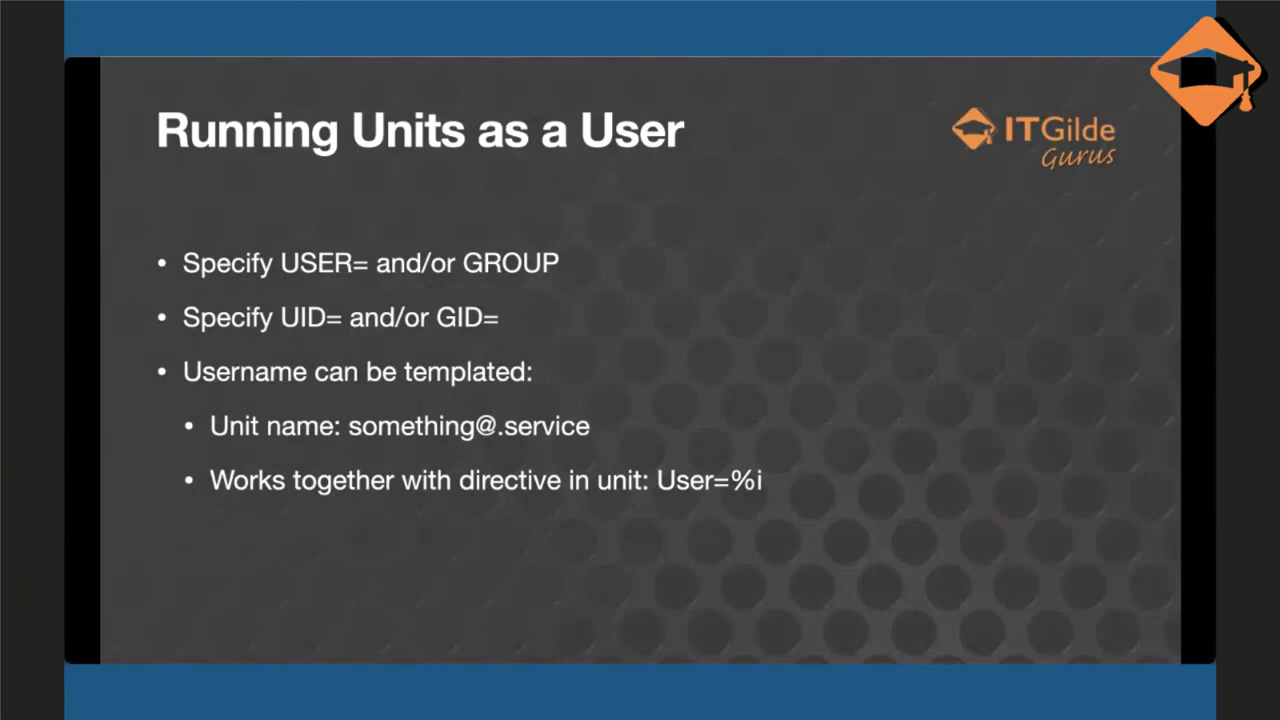 Running Units as a User
ITGilde
Gurus
• Specify USER= and/or GROUP
• Specify UID= and/or GID=
• Username can be templated:
• Unit name: something@.service
• Works together with directive in unit: User=%i